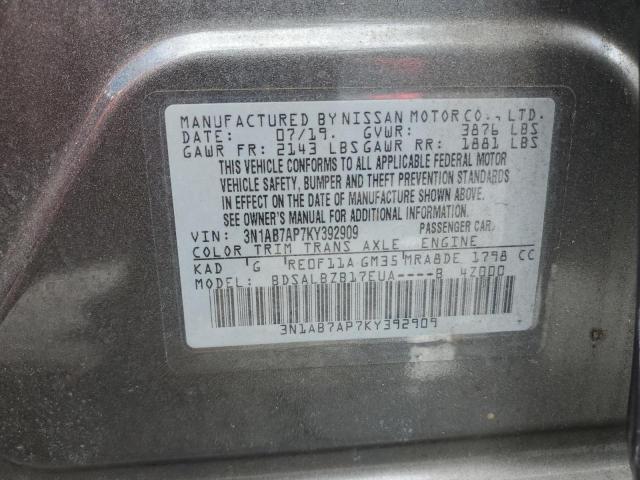 MANUFACTURED BY NISSAN MOTOR CO., LTD.
DATE: 07/19. GVWR: 3876 LBS
GAWR FR: 2143 LBS GAWR RR: 1881 LBS
THIS VEHICLE CONFORMS TO ALL APPLICABLE FEDERAL MOTOR
VEHICLE SAFETY, BUMPER AND THEFT PREVENTION STANDARDS
IN EFFECT ON THE DATE OF MANUFACTURE SHOWN ABOVE.
SEE OWNER'S MANUAL FOR ADDITIONAL INFORMATION.
VIN: 3N1AB7AP7KY392909 PASSENGER CAR
COLOR TRIM TRANS AXLE ENGINE
KAD G RE0F11A GM35 MRA8DE 1798 CC
MODEL: BDSALBZB17EUA----B 4Z000
3N1AB7AP7KY392909